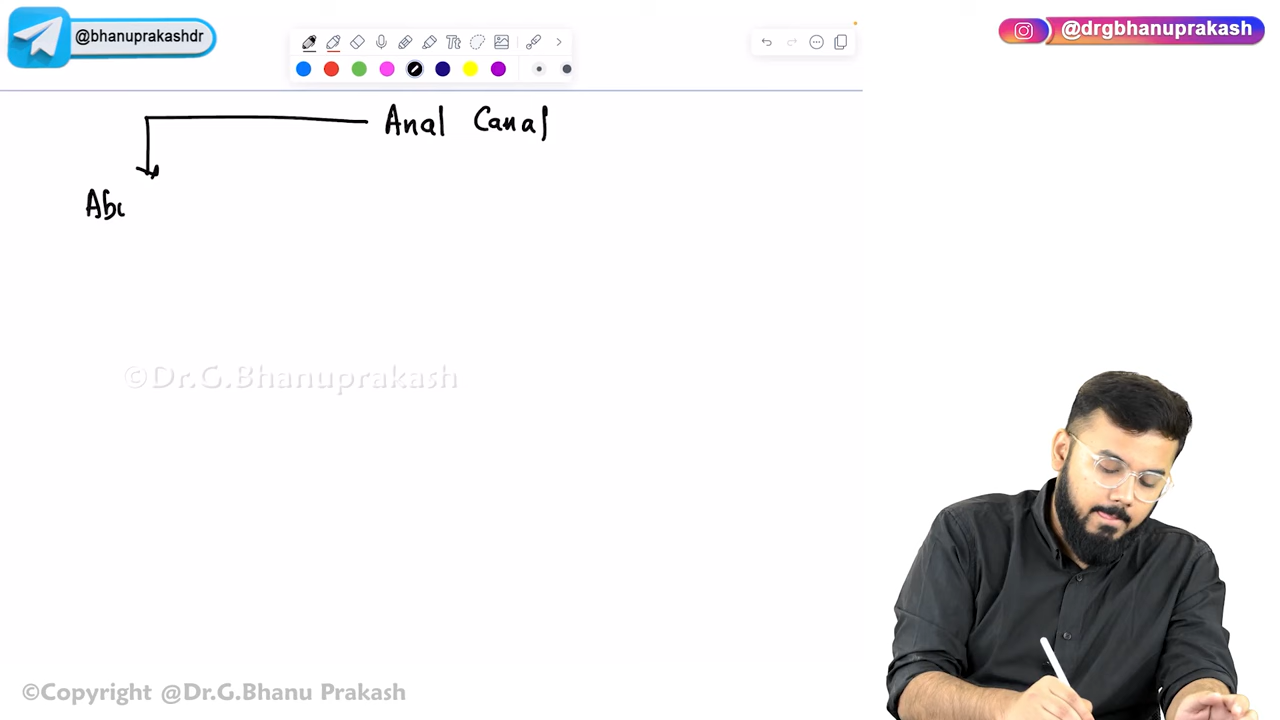 @bhanuprakashdr
@drgbhanuprakash
Anal Canal
Abc
©Dr.G.Bhanuprakash
©Copyright @Dr.G.Bhanu Prakash